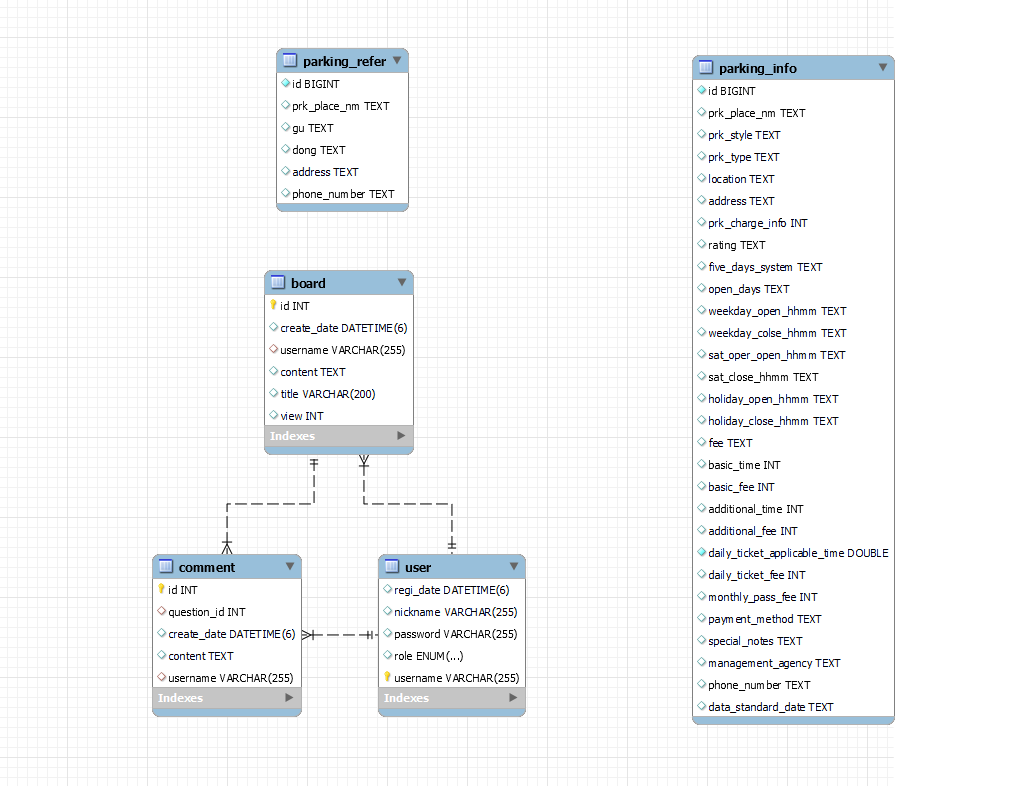 parking_refer
id BIGINT
prk_place_nm TEXT
gu TEXT
dong TEXT
address TEXT
phone_number TEXT
board
id INT
create_date DATETIME(6)
username VARCHAR(255)
content TEXT
title VARCHAR(200)
view INT
Indexes
comment
id INT
question_id INT
create_date DATETIME(6)
content TEXT
username VARCHAR(255)
Indexes
user
regi_date DATETIME(6)
nickname VARCHAR(255)
password VARCHAR(255)
role ENUM(...)
username VARCHAR(255)
Indexes
parking_info
id BIGINT
prk_place_nm TEXT
prk_style TEXT
prk_type TEXT
location TEXT
address TEXT
prk_charge_info INT
rating TEXT
five_days_system TEXT
open_days TEXT
weekday_open_hhmm TEXT
weekday_colse_hhmm TEXT
sat_oper_open_hhmm TEXT
sat_close_hhmm TEXT
holiday_open_hhmm TEXT
holiday_close_hhmm TEXT
fee TEXT
basic_time INT
basic_fee INT
additional_time INT
additional_fee INT
daily_ticket_applicable_time DOUBLE
daily_ticket_fee INT
monthly_pass_fee INT
payment_method TEXT
special_notes TEXT
management_agency TEXT
phone_number TEXT
data_standard_date TEXT